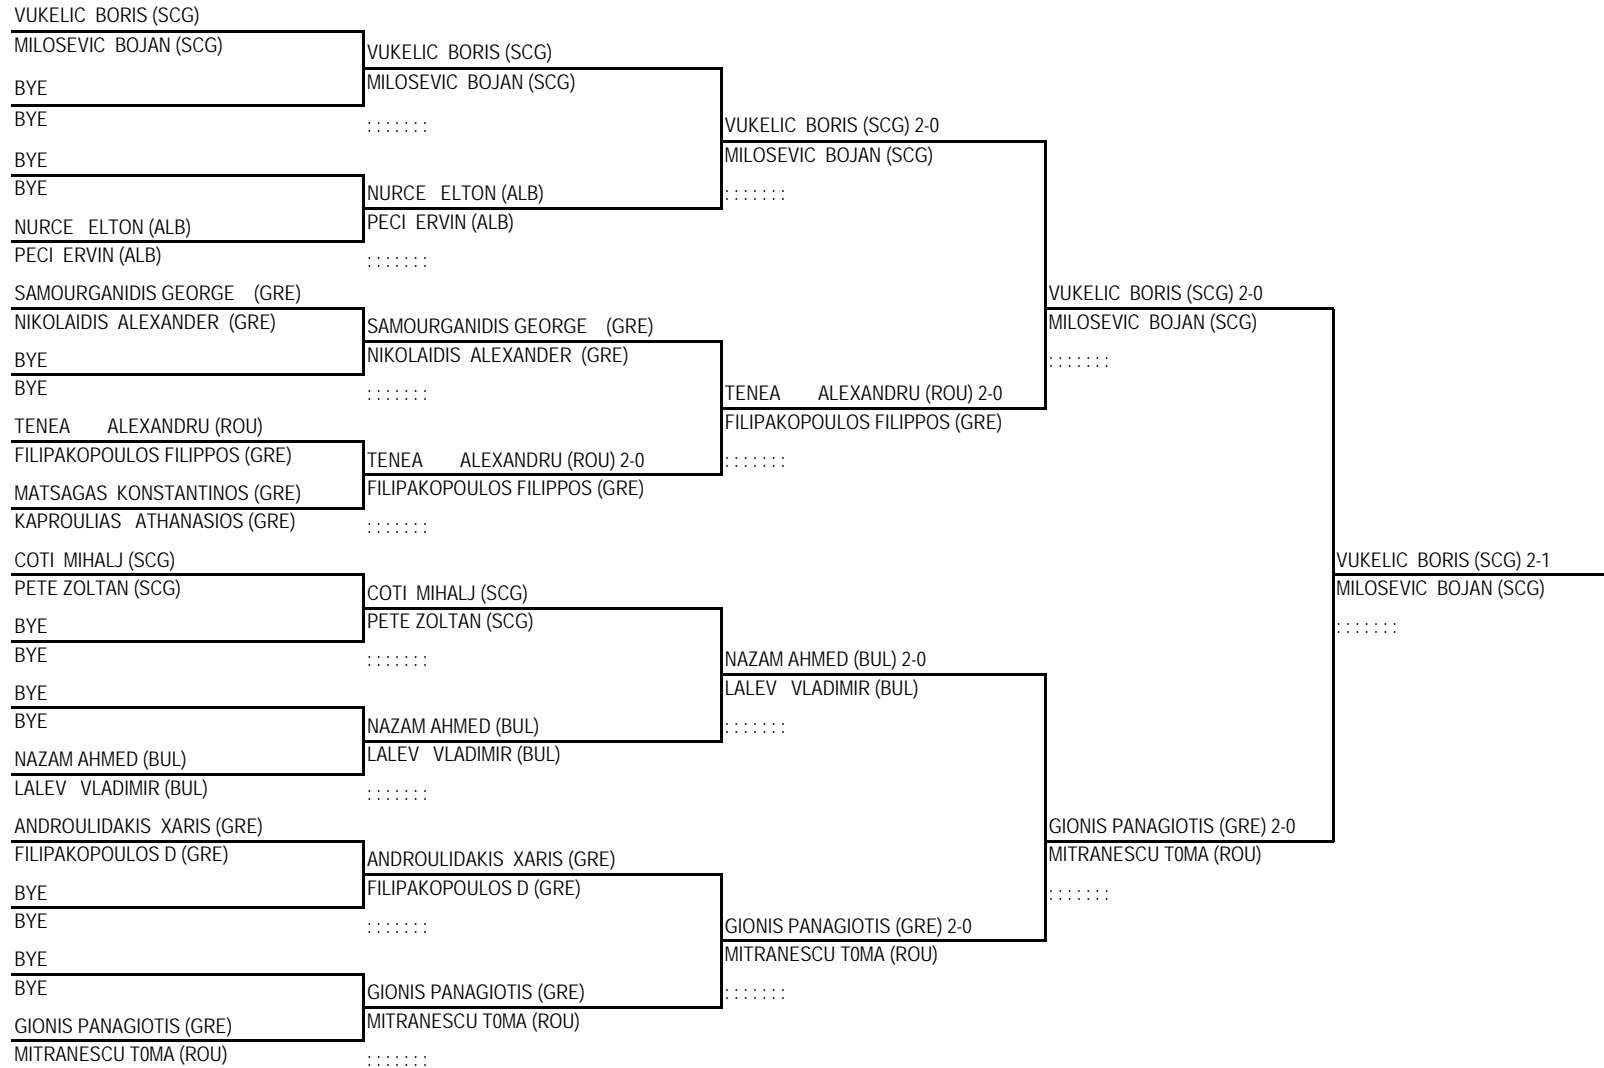 VUKELIC BORIS (SCG)
MILOSEVIC BOJAN (SCG)
BYE
BYE
BYE
BYE
NURCE ELTON (ALB)
PECI ERVIN (ALB)
SAMOURGANIDIS GEORGE (GRE)
NIKOLAIDIS ALEXANDER (GRE)
BYE
BYE
TENEA ALEXANDRU (ROU)
FILIPAKOPOULOS FILIPPOS (GRE)
MATSAGAS KONSTANTINOS (GRE)
KAPROULIAS ATHANASIOS (GRE)
COTI MIHALJ (SCG)
PETE ZOLTAN (SCG)
BYE
BYE
BYE
BYE
NAZAM AHMED (BUL)
LALEV VLADIMIR (BUL)
ANDROULIDAKIS XARIS (GRE)
FILIPAKOPOULOS D (GRE)
BYE
BYE
BYE
BYE
GIONIS PANAGIOTIS (GRE)
MITRANESCU T0MA (ROU)
VUKELIC BORIS (SCG)
MILOSEVIC BOJAN (SCG)
: : : : : : :
NURCE ELTON (ALB)
PECI ERVIN (ALB)
: : : : : : :
SAMOURGANIDIS GEORGE (GRE)
NIKOLAIDIS ALEXANDER (GRE)
: : : : : : :
TENEA ALEXANDRU (ROU) 2-0
FILIPAKOPOULOS FILIPPOS (GRE)
: : : : : : :
COTI MIHALJ (SCG)
PETE ZOLTAN (SCG)
: : : : : : :
NAZAM AHMED (BUL)
LALEV VLADIMIR (BUL)
: : : : : : :
ANDROULIDAKIS XARIS (GRE)
FILIPAKOPOULOS D (GRE)
: : : : : : :
GIONIS PANAGIOTIS (GRE)
MITRANESCU T0MA (ROU)
: : : : : : :
VUKELIC BORIS (SCG) 2-0
MILOSEVIC BOJAN (SCG)
: : : : : : :
TENEA ALEXANDRU (ROU) 2-0
FILIPAKOPOULOS FILIPPOS (GRE)
: : : : : : :
NAZAM AHMED (BUL) 2-0
LALEV VLADIMIR (BUL)
: : : : : : :
GIONIS PANAGIOTIS (GRE) 2-0
MITRANESCU T0MA (ROU)
: : : : : : :
VUKELIC BORIS (SCG) 2-0
MILOSEVIC BOJAN (SCG)
: : : : : : :
GIONIS PANAGIOTIS (GRE) 2-0
MITRANESCU T0MA (ROU)
: : : : : : :
VUKELIC BORIS (SCG) 2-1
MILOSEVIC BOJAN (SCG)
: : : : : : :